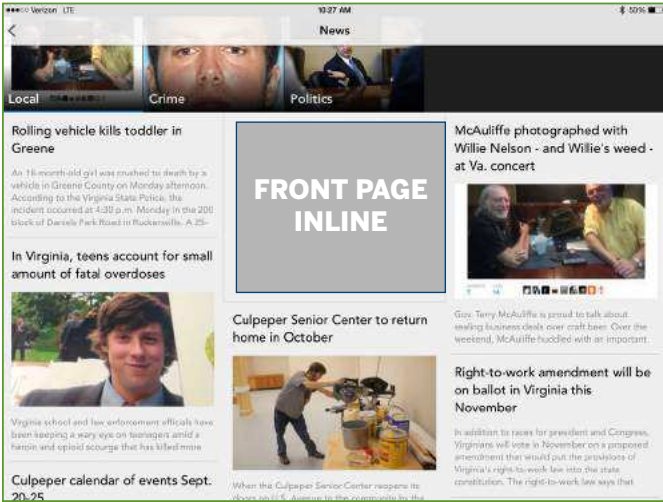 Verizon LTE
10:27 AM
50%
News
Local
Crime
Politics
Rolling vehicle kills toddler in
Greene
An 18-month-old girl was crushed to death by a
vehicle in Greene County on Monday afternoon.
According to the Virginia State Police, the
incident occurred at 4:30 p.m. Monday in the 200
block of Daniels Park Road in Ruckersville. A 25-
In Virginia, teens account for small
amount of fatal overdoses
Virginia school and law enforcement officials have
been keeping a wary eye on teenagers amid a
heroin and opioid scourge that has killed more
Culpeper calendar of events Sept.
20-25
FRONT PAGE
INLINE
Culpeper Senior Center to return
home in October
When the Culpeper Senior Center reopens its
doors on U.S. Avenue to the community by the
McAuliffe photographed with
Willie Nelson - and Willie's weed -
at Va. concert
Gov. Terry McAuliffe is proud to talk about
sealing business deals over craft beer. Over the
weekend, McAuliffe huddled with an important
Right-to-work amendment will be
on ballot in Virginia this
November
In addition to races for president and Congress,
Virginians will vote in November on a proposed
amendment that would put the provisions of
Virginia's right-to-work law into the state
constitution. The right-to-work law says that